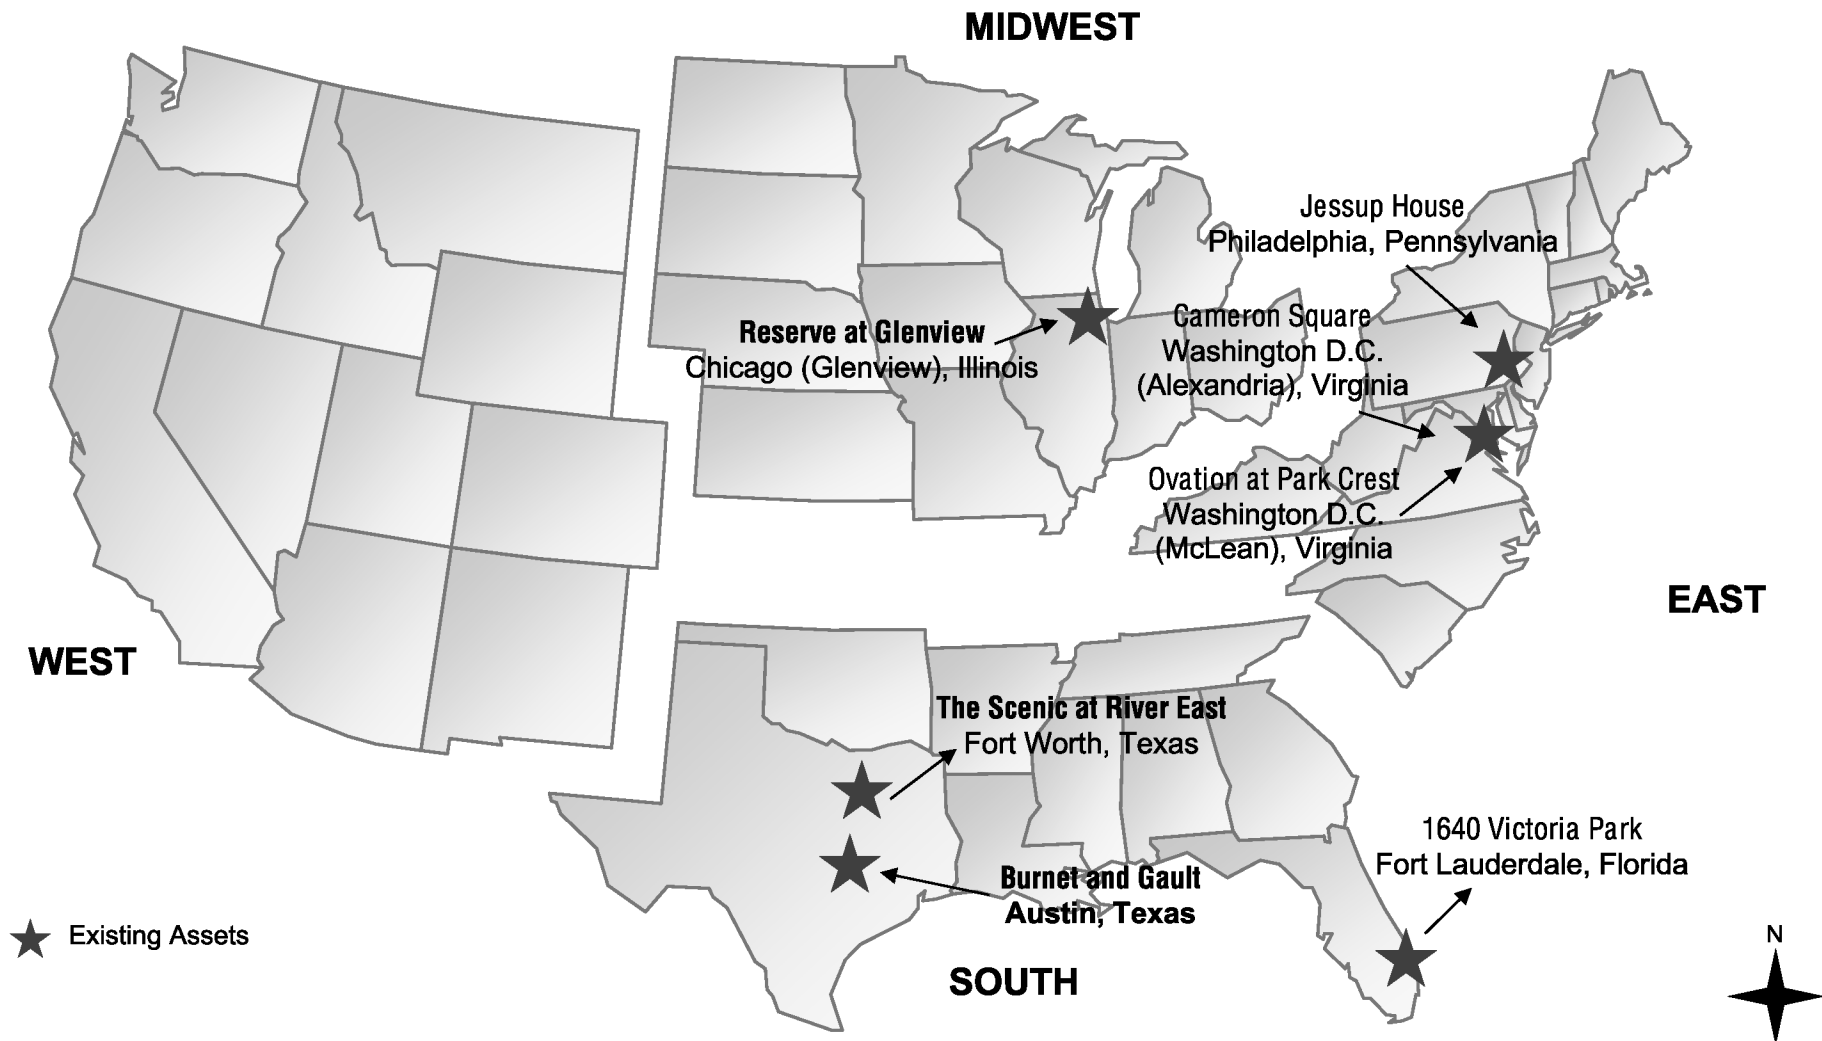 MIDWEST
Jessup House
Philadelphia, Pennsylvania
Cameron Square
Washington D.C.
(Alexandria), Virginia
Reserve at Glenview
Chicago (Glenview), Illinois
Ovation at Park Crest
Washington D.C.
(McLean), Virginia
EAST
WEST
The Scenic at River East
Fort Worth, Texas
1640 Victoria Park
Fort Lauderdale, Florida
Burnet and Gault
Austin, Texas
Existing Assets
SOUTH
N